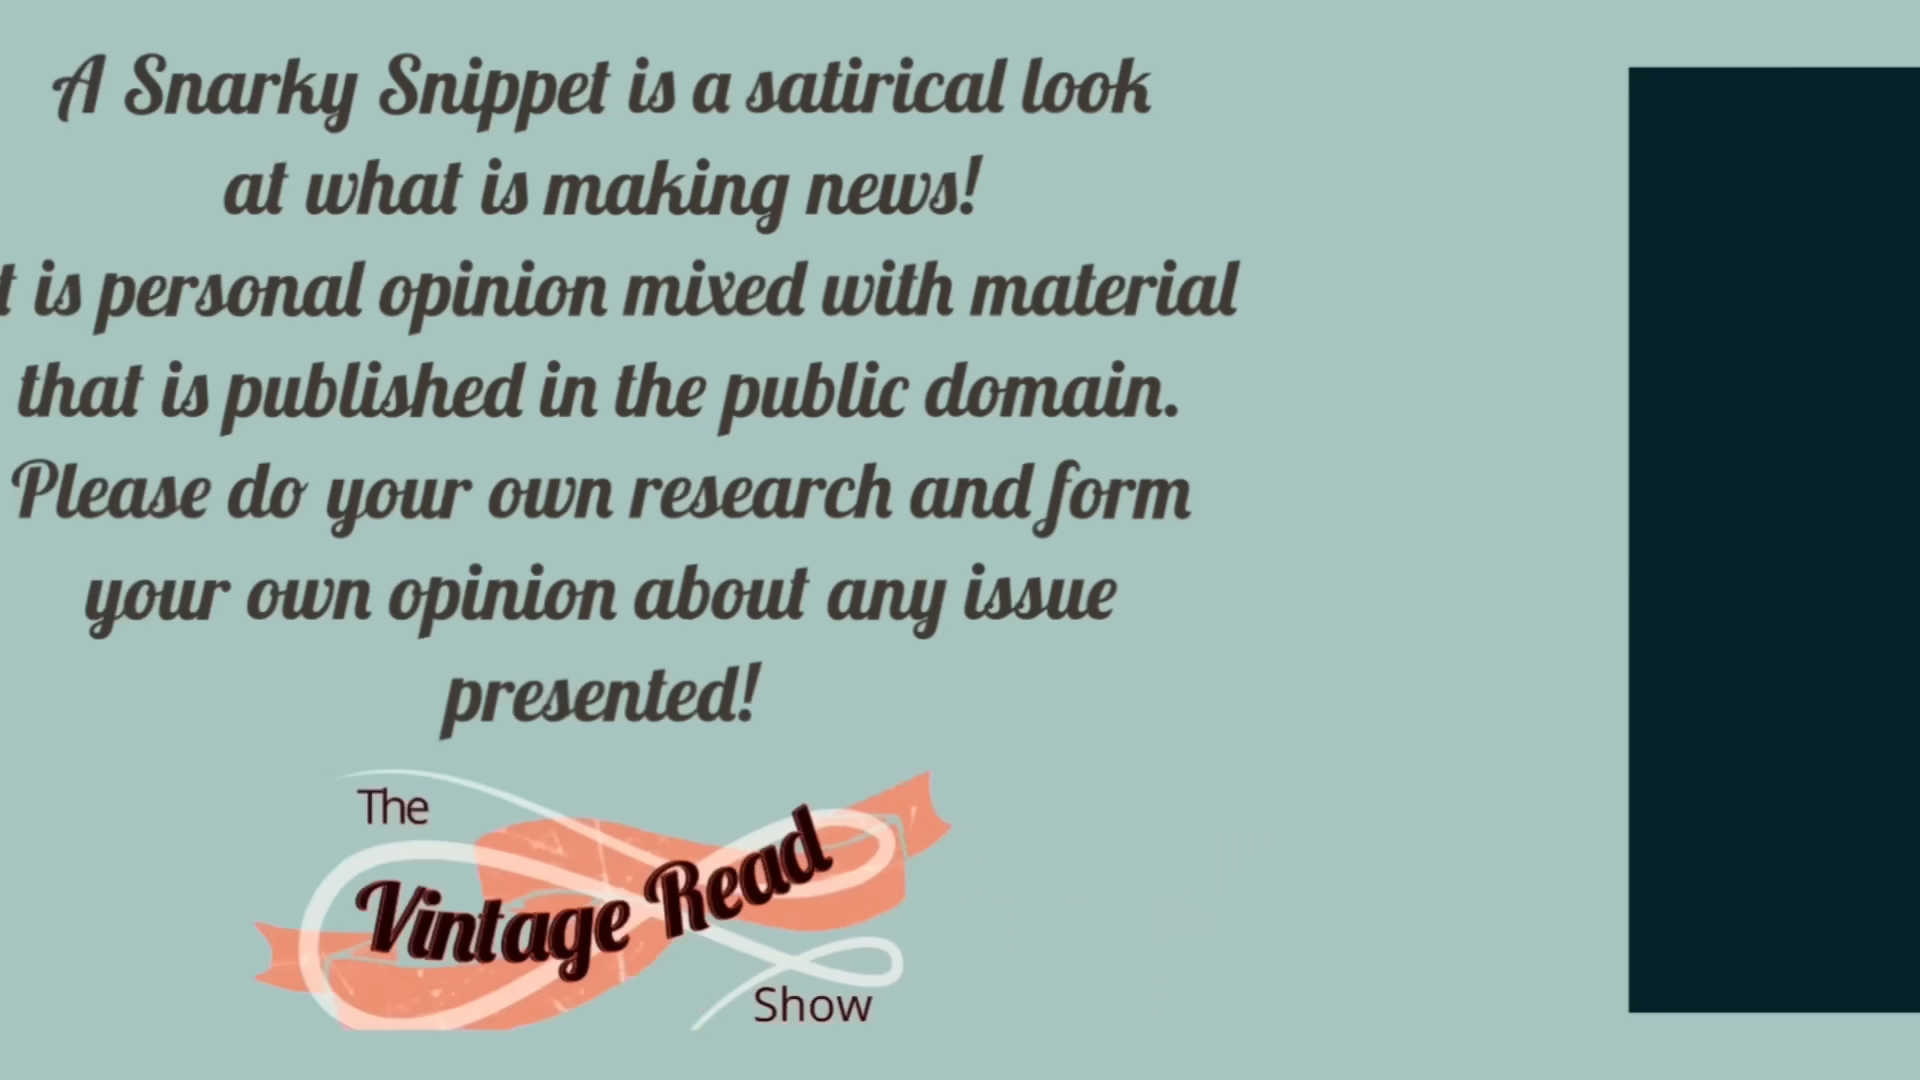 A Snarky Snippet is a satirical look
at what is making news!
t is personal opinion mixed with material
that is published in the public domain.
Please do your own research and form
your own opinion about any issue
presented!
The
Vintage Read
Show